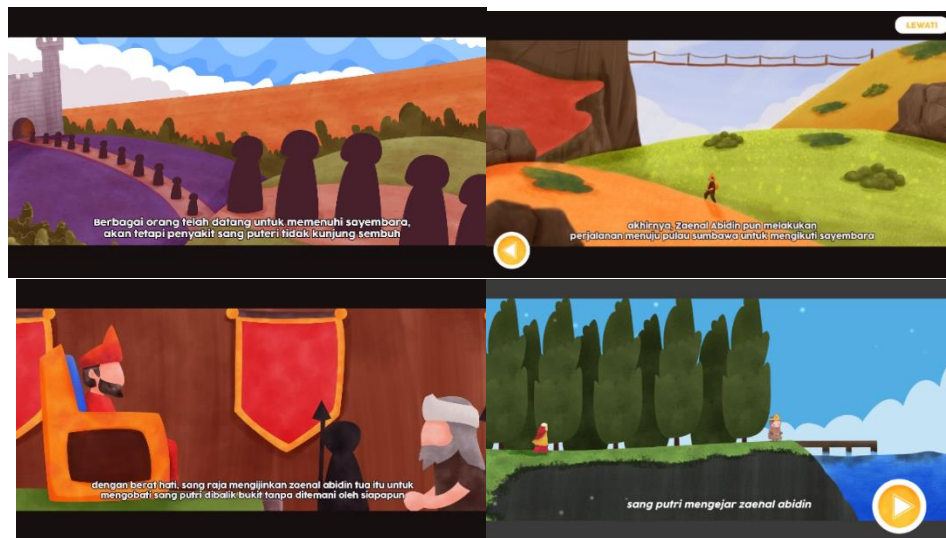 Berbagai orang telah datang untuk memenuhi sayembara,
akan tetapi penyakit sang puteri tidak kunjung sembuh
LEWATI
akhirnya, Zaenal Abidin pun melakukan
perjalanan menuju pulau sumbawa untuk mengikuti sayembara
dengan berat hati, sang raja mengijinkan zaenal abidin tua itu untuk
mengobati sang putri dibalik bukit tanpa ditemani oleh siapapun
sang putri mengejar zaenal abidin